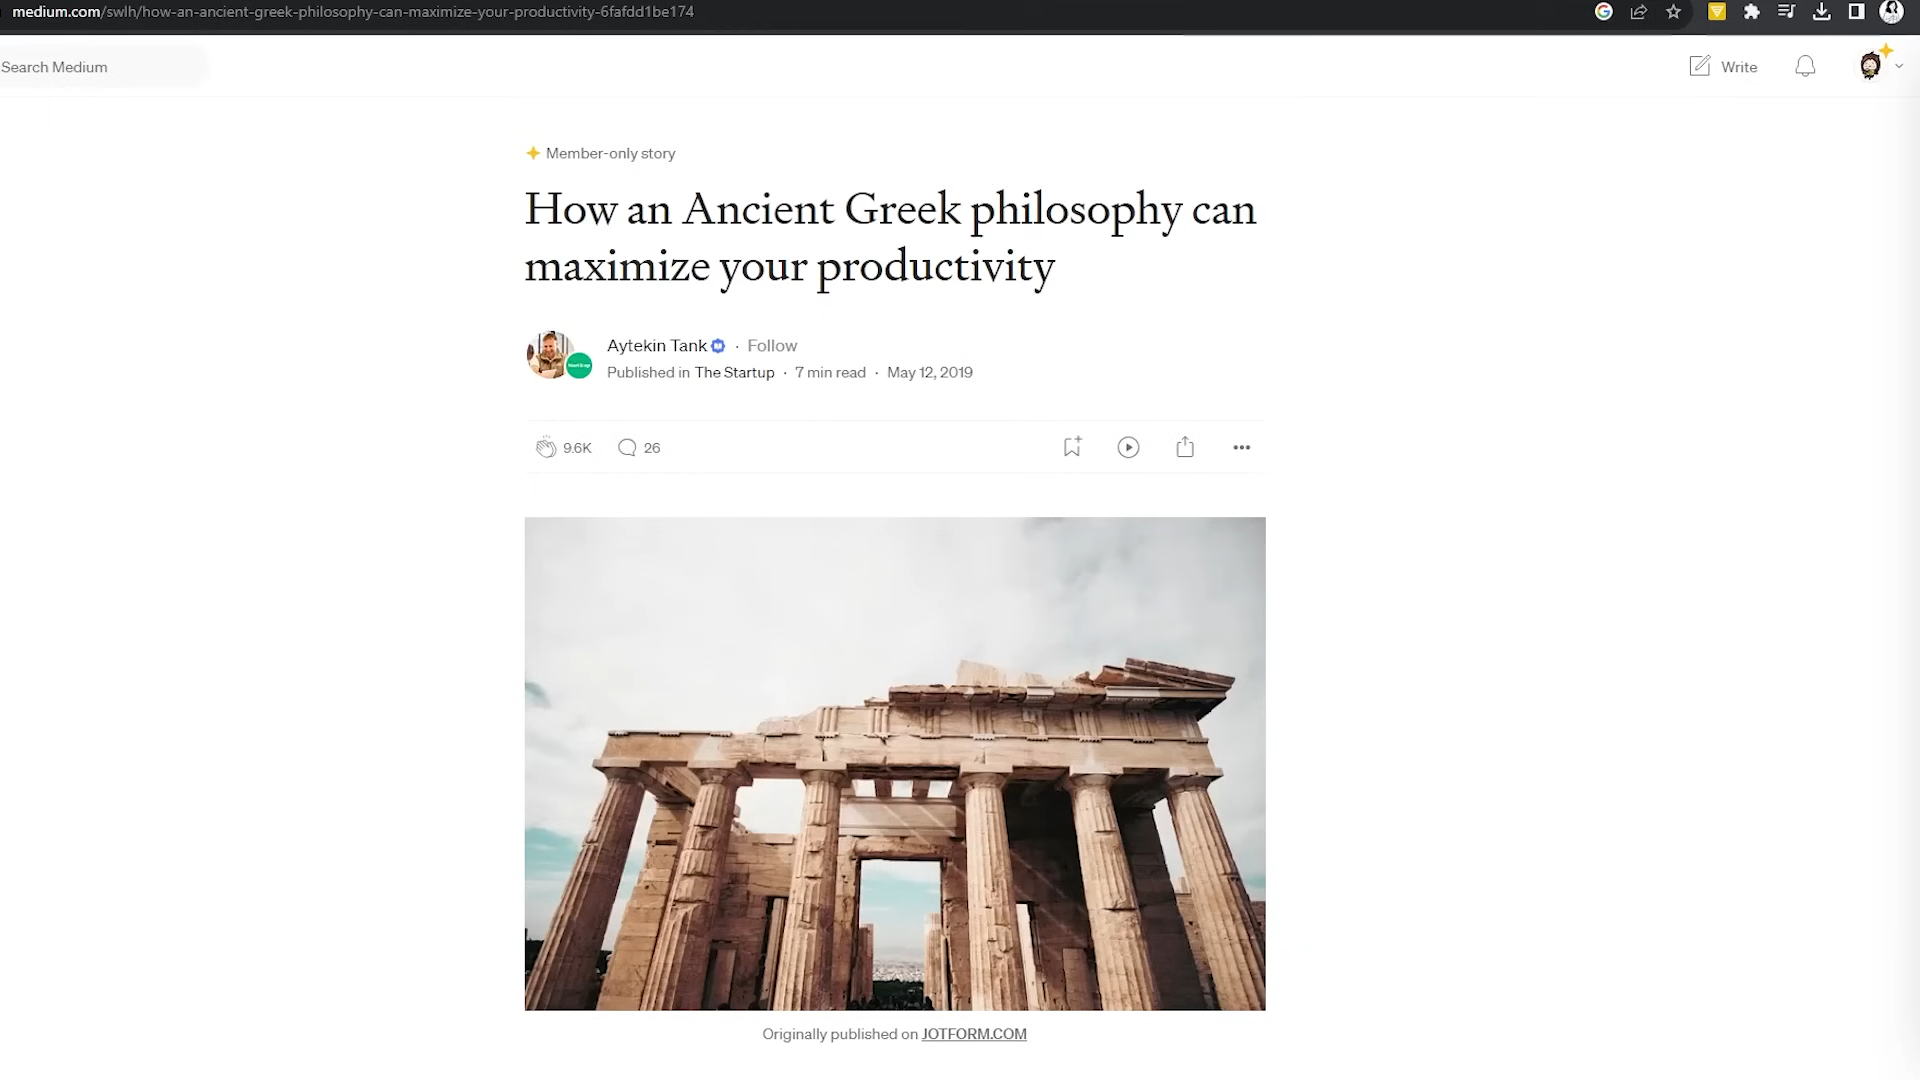 medium.com/swlh/how-an-ancient-greek-philosophy-can-maximize-your-productivity-6fafdd1be174
Search Medium
Write
Member-only story
How an Ancient Greek philosophy can
maximize your productivity
Aytekin Tank · Follow
Published in The Startup · 7 min read · May 12, 2019
9.6K 26
Originally published on JOTFORM.COM